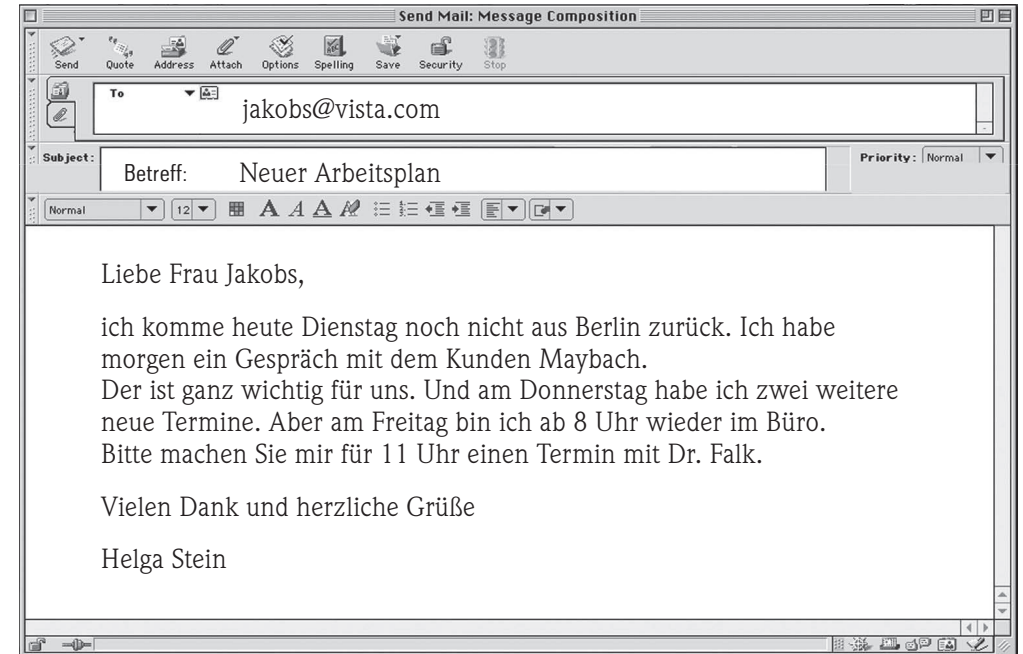 Send Mail: Message Composition
Send Quote Address Attach Options Spelling Save Security Stop
To jakobs@vista.com
Subject: Betreff: Neuer Arbeitsplan Priority: Normal
Normal 12
Liebe Frau Jakobs,
ich komme heute Dienstag noch nicht aus Berlin zurück. Ich habe
morgen ein Gespräch mit dem Kunden Maybach.
Der ist ganz wichtig für uns. Und am Donnerstag habe ich zwei weitere
neue Termine. Aber am Freitag bin ich ab 8 Uhr wieder im Büro.
Bitte machen Sie mir für 11 Uhr einen Termin mit Dr. Falk.
Vielen Dank und herzliche Grüße
Helga Stein